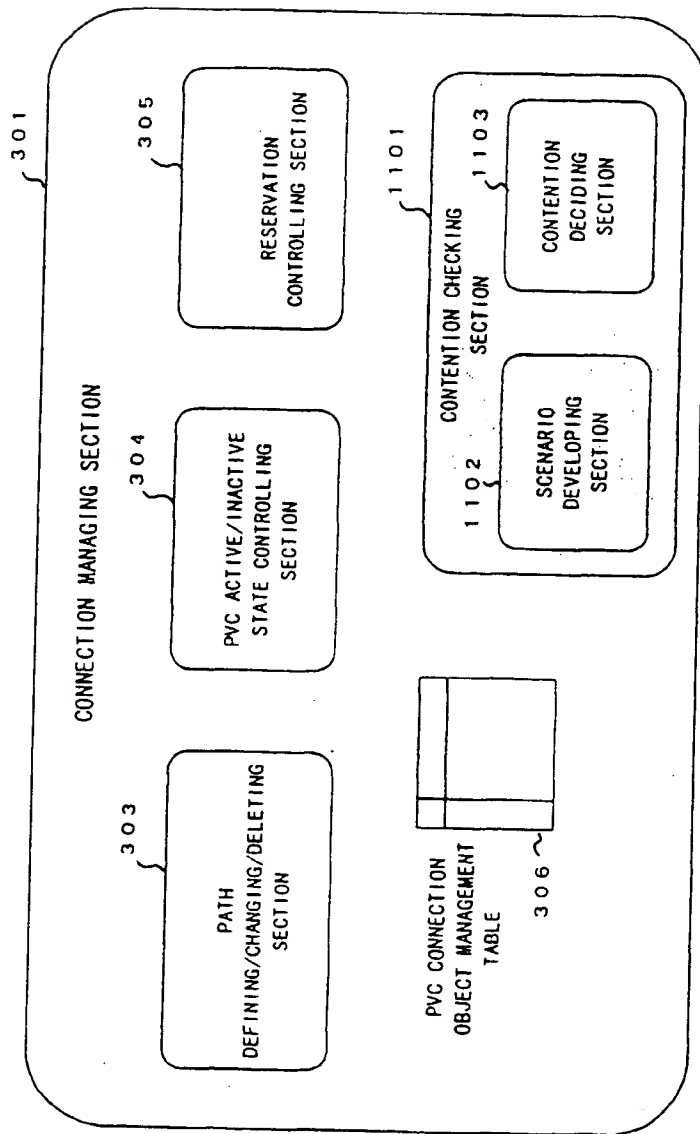 301
CONNECTION MANAGING SECTION
303
PATH
DEFINING/CHANGING/DELETING
SECTION
304
PVC ACTIVE/INACTIVE
STATE CONTROLLING
SECTION
305
RESERVATION
CONTROLLING SECTION
PVC CONNECTION
OBJECT MANAGEMENT
TABLE
306
1101
CONTENTION CHECKING
SECTION
1102
SCENARIO
DEVELOPING
SECTION
1103
CONTENTION
DECIDING
SECTION